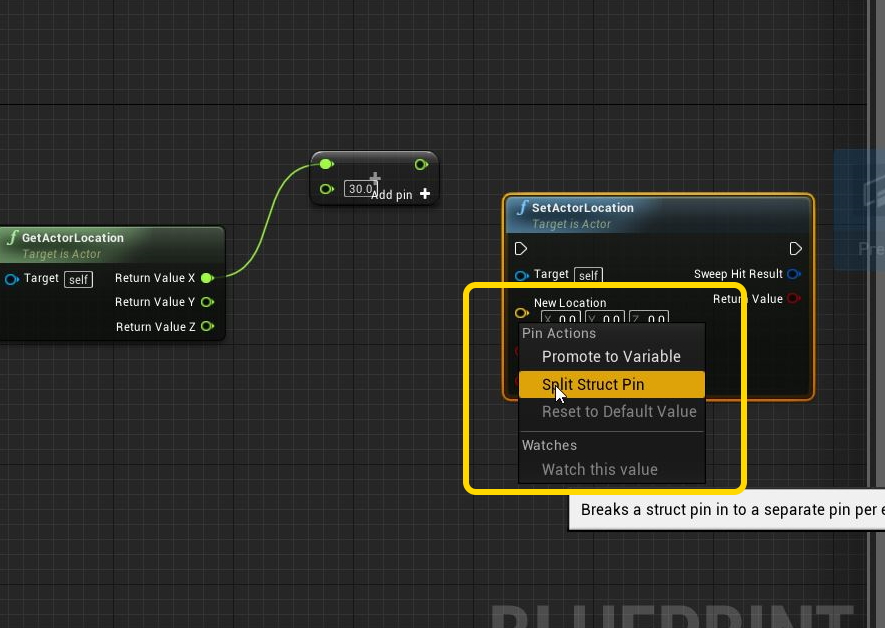 30.0
Add pin
GetActorLocation
Target is Actor
Target self Return Value X
Return Value Y
Return Value Z
SetActorLocation
Target is Actor
Target self Sweep Hit Result
New Location Return Value
X 0.0 Y 0.0 Z 0.0
Pin Actions
Promote to Variable
Split Struct Pin
Reset to Default Value
Watches
Watch this value
Breaks a struct pin in to a separate pin per e
BLUEPRINT